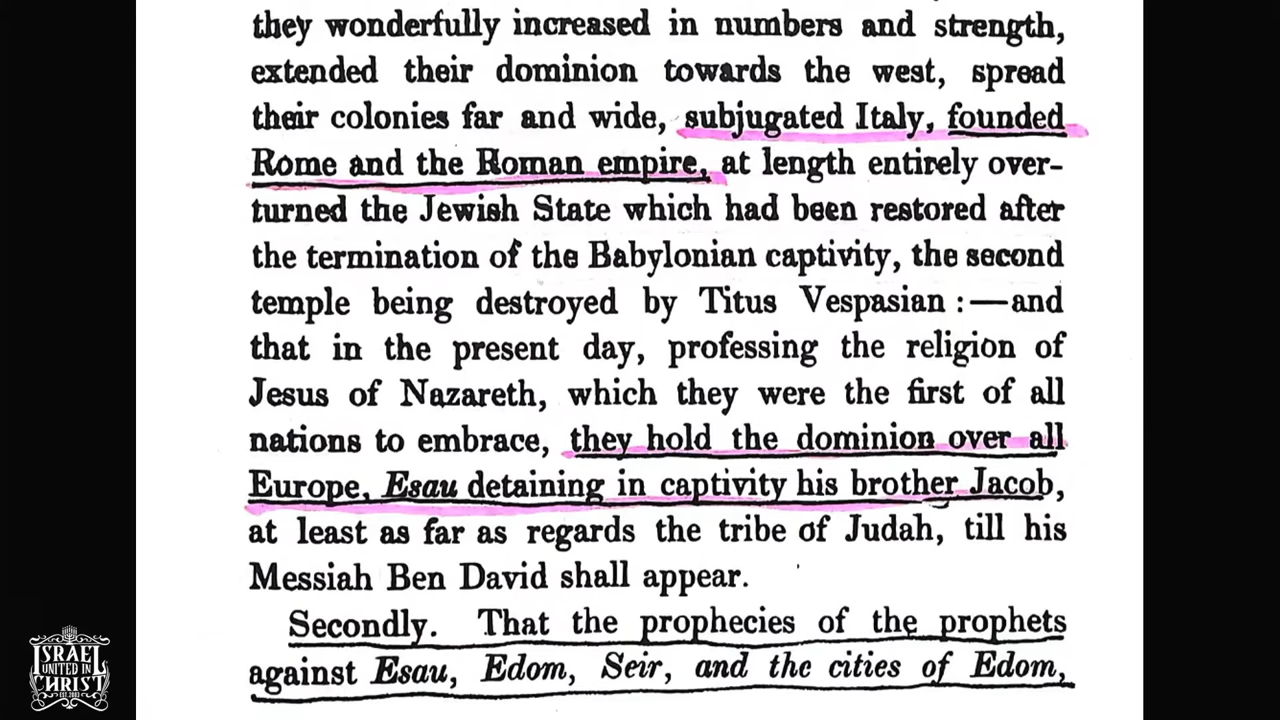 they wonderfully increased in numbers and strength,
extended their dominion towards the west, spread
their colonies far and wide, subjugated Italy, founded
Rome and the Roman empire, at length entirely over-
turned the Jewish State which had been restored after
the termination of the Babylonian captivity, the second
temple being destroyed by Titus Vespasian :—and
that in the present day, professing the religion of
Jesus of Nazareth, which they were the first of all
nations to embrace, they hold the dominion over all
Europe, Esau detaining in captivity his brother Jacob,
at least as far as regards the tribe of Judah, till his
Messiah Ben David shall appear.
Secondly. That the prophecies of the prophets
against Esau, Edom, Seir, and the cities of Edom,
ISRAEL
UNITED IN
CHRIST
EST. 2003